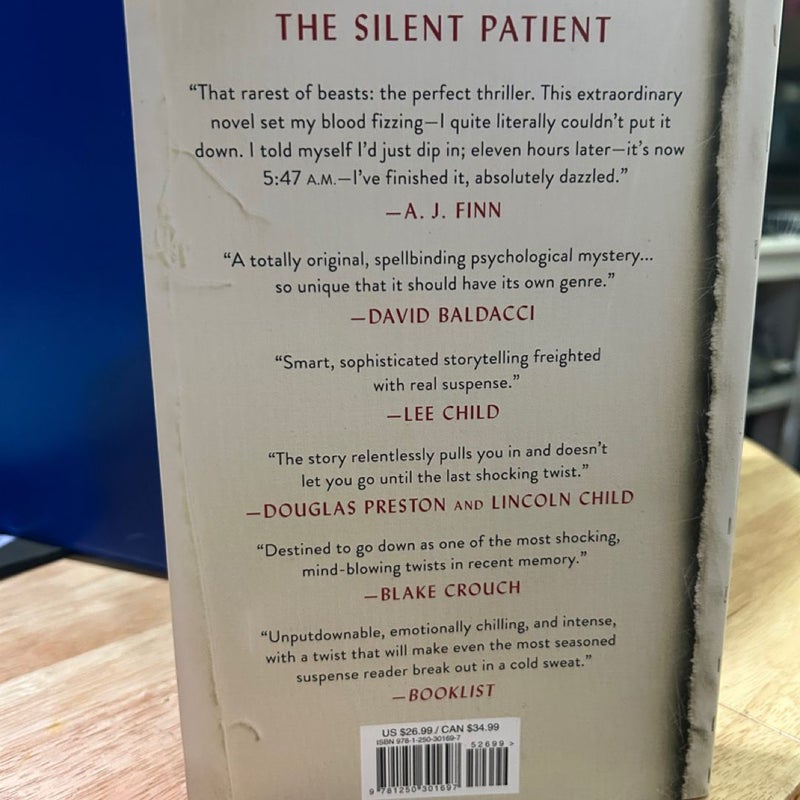 THE SILENT PATIENT
“That rarest of beasts: the perfect thriller. This extraordinary
novel set my blood fizzing—I quite literally couldn’t put it
down. I told myself I’d just dip in; eleven hours later—it’s now
5:47 A.M.—I’ve finished it, absolutely dazzled.”
—A. J. FINN
“A totally original, spellbinding psychological mystery...
so unique that it should have its own genre.”
—DAVID BALDACCI
“Smart, sophisticated storytelling freighted
with real suspense.”
—LEE CHILD
“The story relentlessly pulls you in and doesn’t
let you go until the last shocking twist.”
—DOUGLAS PRESTON AND LINCOLN CHILD
“Destined to go down as one of the most shocking,
mind-blowing twists in recent memory.”
—BLAKE CROUCH
“Unputdownable, emotionally chilling, and intense,
with a twist that will make even the most seasoned
suspense reader break out in a cold sweat.”
—BOOKLIST
US $26.99 / CAN $34.99
ISBN 978-1-250-30169-7
52699 >
9 781250 301697